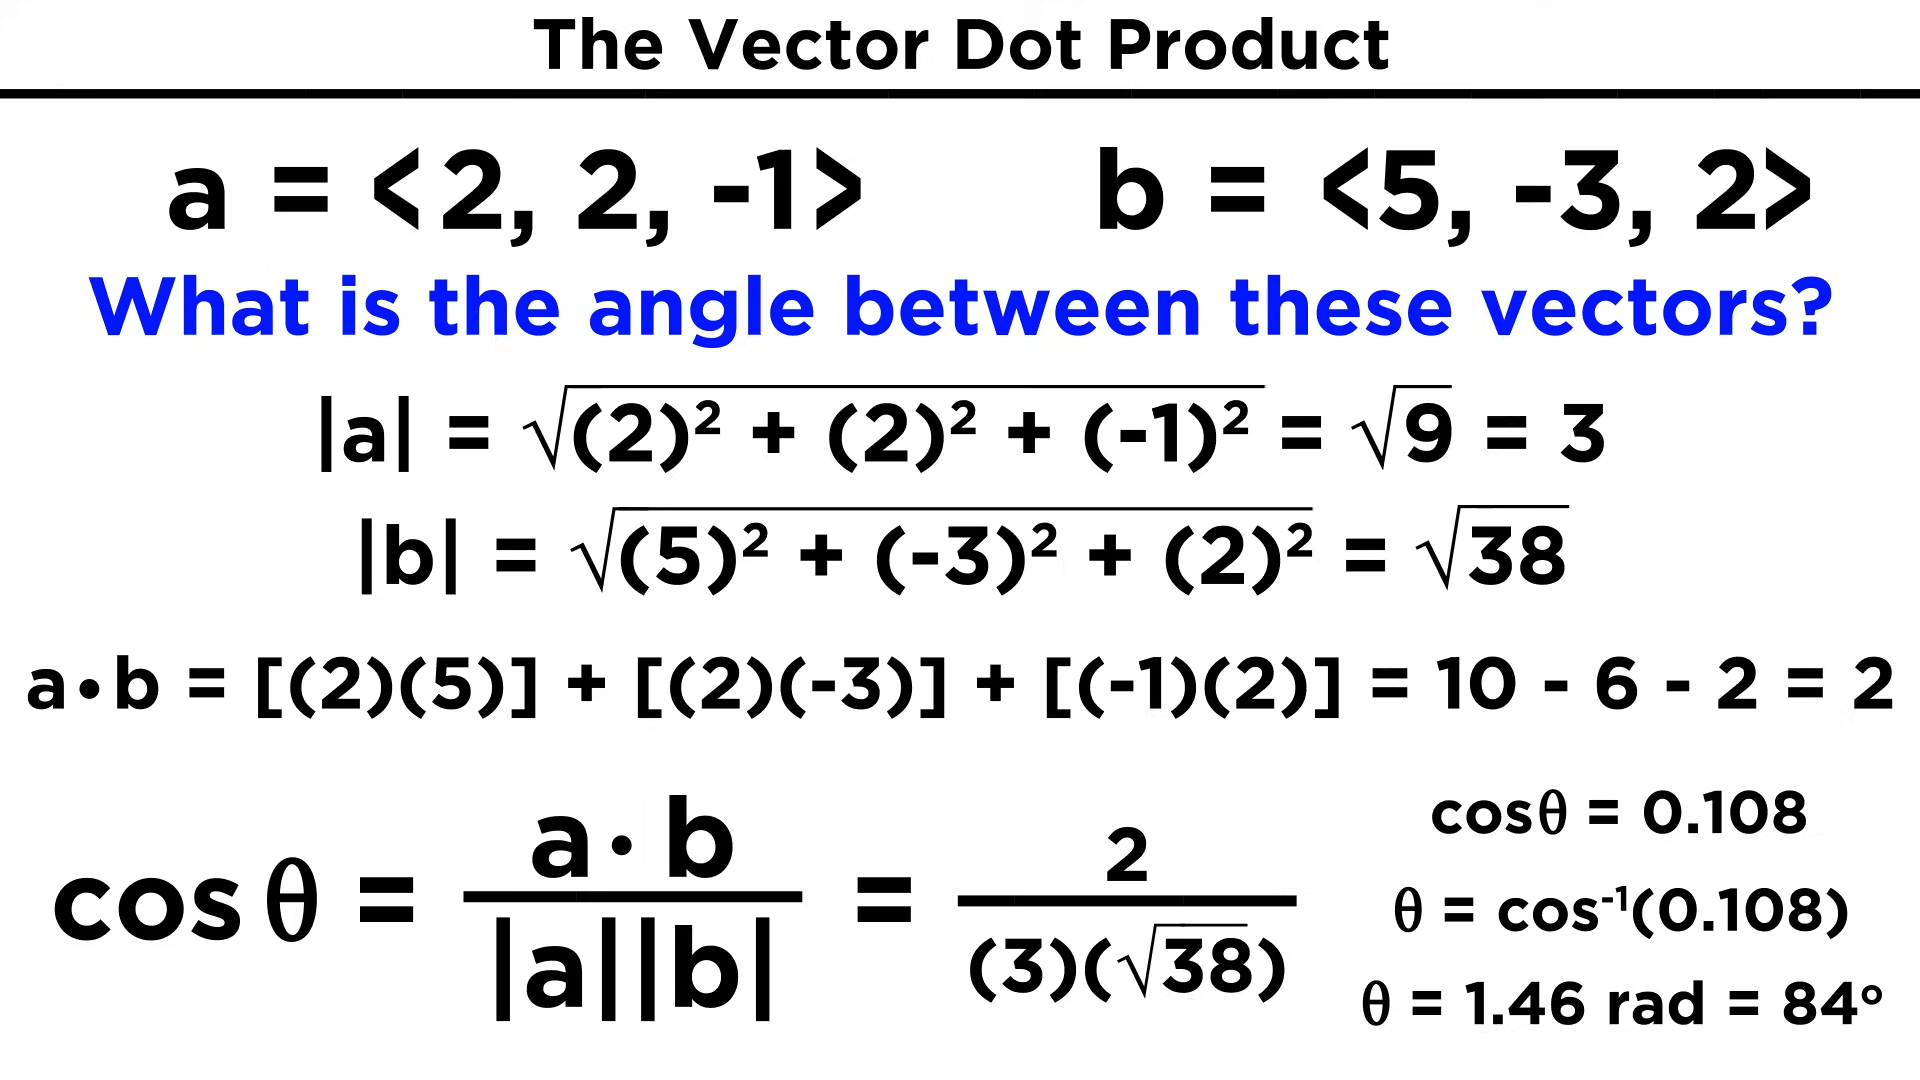 The Vector Dot Product
a = <2, 2, -1> b = <5, -3, 2>
What is the angle between these vectors?
|a| = √(2)² + (2)² + (-1)² = √9 = 3
|b| = √(5)² + (-3)² + (2)² = √38
a•b = [(2)(5)] + [(2)(-3)] + [(-1)(2)] = 10 - 6 - 2 = 2
cos θ = a · b / |a||b| = 2 / (3)(√38)
cosθ = 0.108
θ = cos⁻¹(0.108)
θ = 1.46 rad = 84°